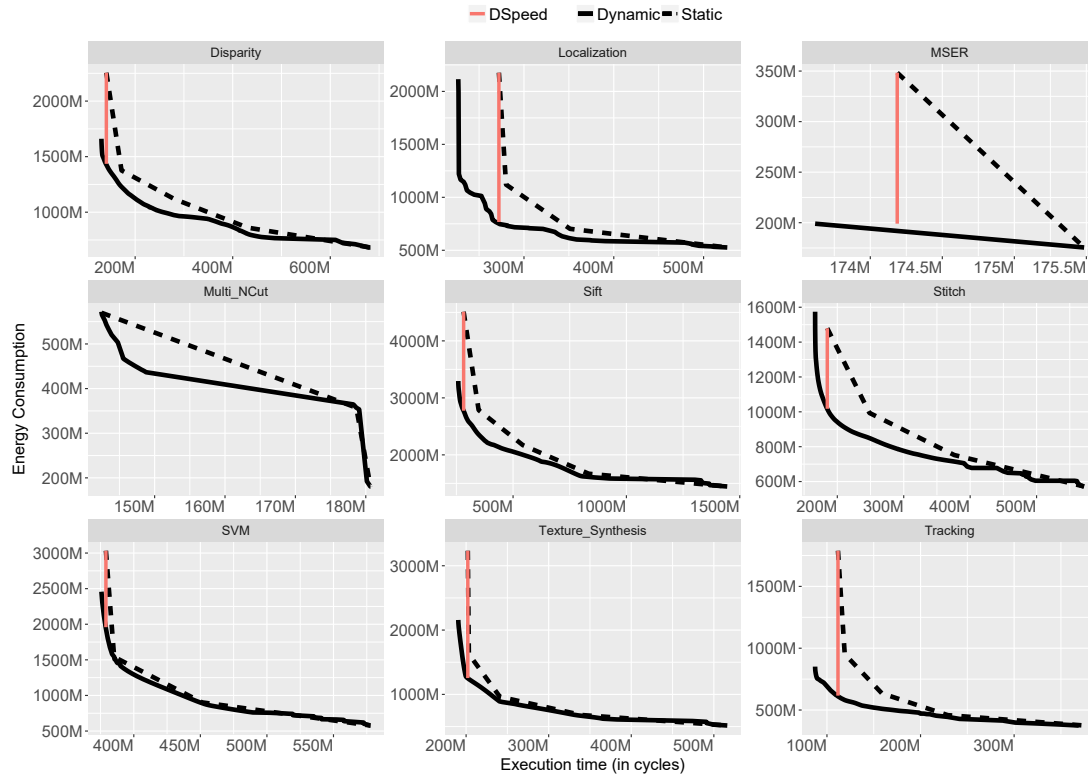 DSpeed Dynamic Static
Disparity Localization MSER
2000M 1500M 1000M
200M 400M 600M
2000M 1500M 1000M 500M
300M 400M 500M
350M 300M 250M 200M
174M 174.5M 175M 175.5M
Multi_NCut Sift Stitch
500M 400M 300M 200M
150M 160M 170M 180M
4000M 3000M 2000M
500M 1000M 1500M
1600M 1400M 1200M 1000M 800M 600M
200M 300M 400M 500M
SVM Texture_Synthesis Tracking
3000M 2500M 2000M 1500M 1000M 500M
400M 450M 500M 550M
3000M 2000M 1000M
200M 300M 400M 500M
1500M 1000M 500M
100M 200M 300M
Energy Consumption
Execution time (in cycles)